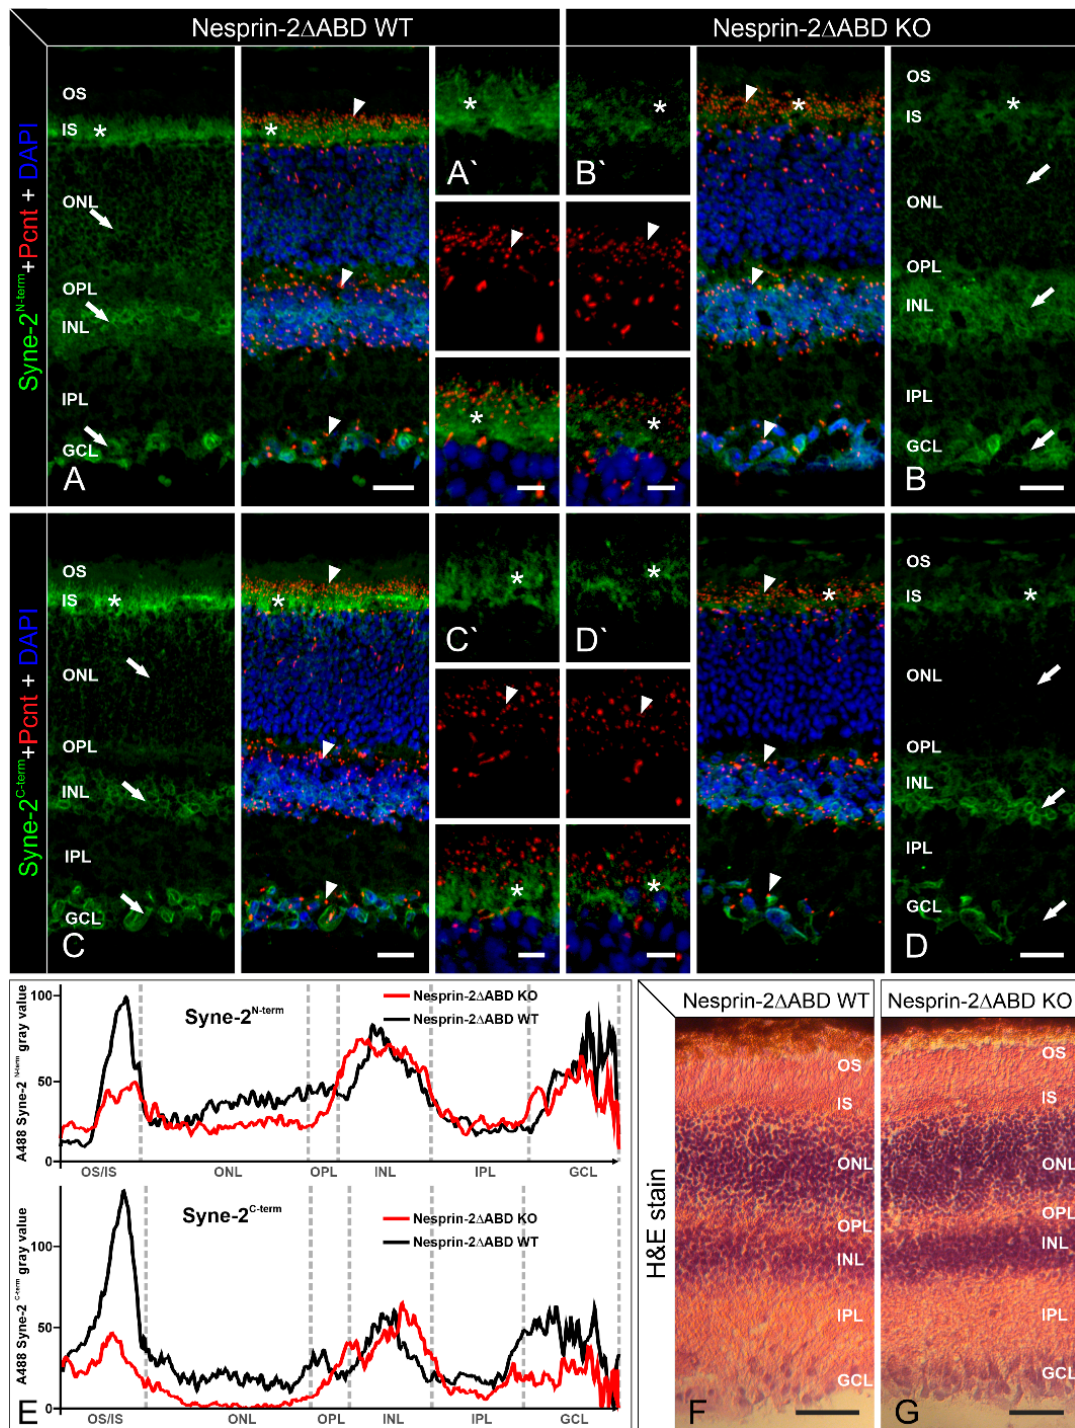 Nesprin-2ΔABD WT
Nesprin-2ΔABD KO
Syne-2N-term+Pcnt + DAPI
OS
IS
ONL
OPL
INL
IPL
GCL
A
A`
B`
OS
IS
ONL
OPL
INL
IPL
GCL
B
Syne-2C-term+Pcnt + DAPI
OS
IS
ONL
OPL
INL
IPL
GCL
C
C`
D`
OS
IS
ONL
OPL
INL
IPL
GCL
D
A488 Syne-2 N-term gray value
100
50
0
Syne-2N-term
Nesprin-2ΔABD KO
Nesprin-2ΔABD WT
OS/IS
ONL
OPL
INL
IPL
GCL
A488 Syne-2 C-term gray value
100
50
0
Syne-2C-term
Nesprin-2ΔABD KO
Nesprin-2ΔABD WT
OS/IS
ONL
OPL
INL
IPL
GCL
E
H&E stain
Nesprin-2ΔABD WT
OS
IS
ONL
OPL
INL
IPL
GCL
F
Nesprin-2ΔABD KO
OS
IS
ONL
OPL
INL
IPL
GCL
G